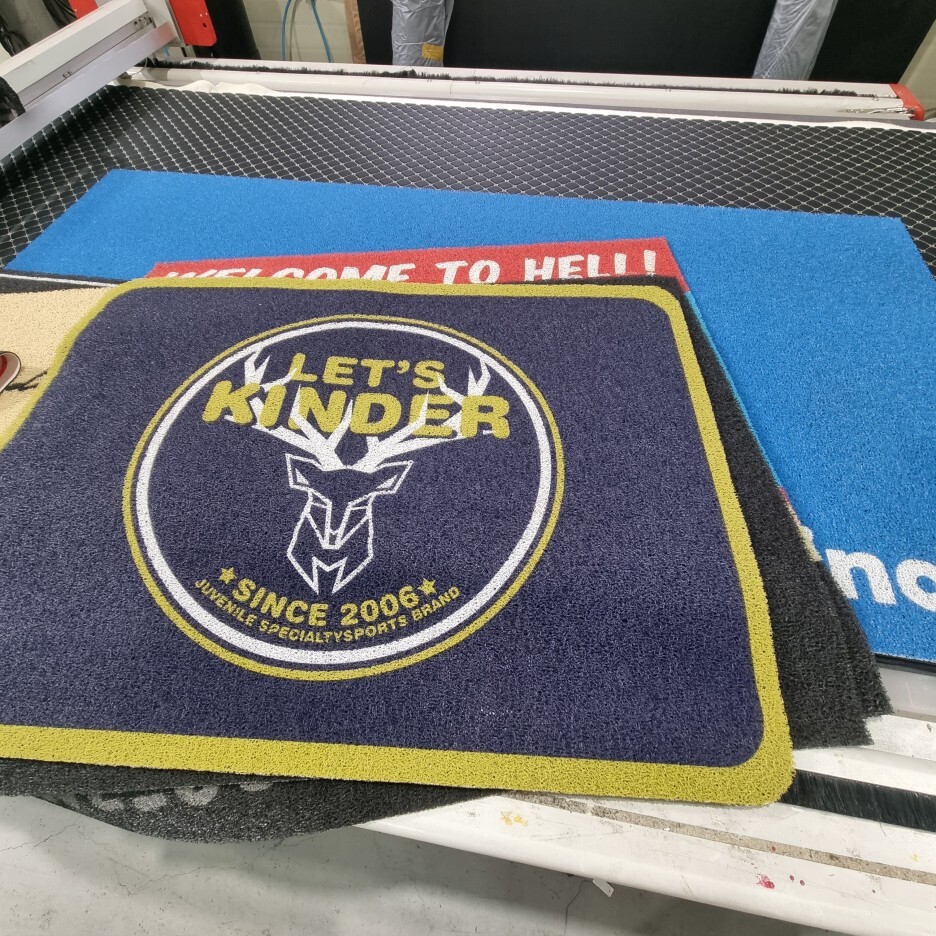 WELCOME TO HELL!
LET'S
KINDER
★SINCE 2006★
JUVENILE SPECIALTYSPORTS BRAND
no